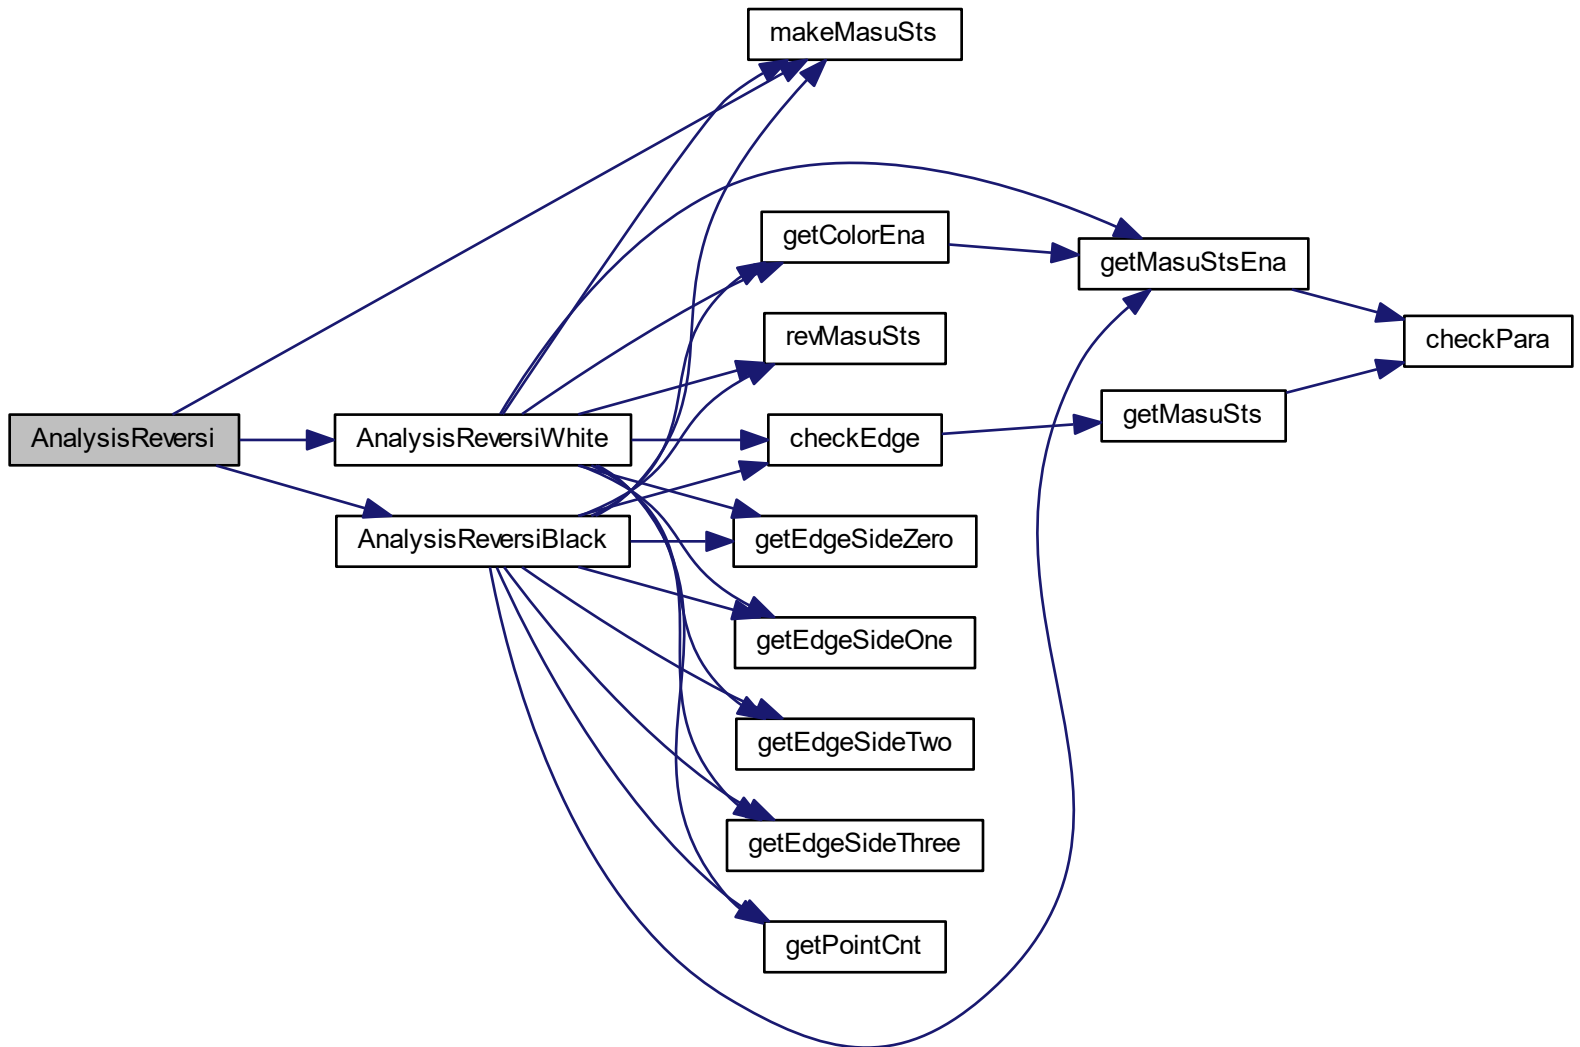 makeMasuSts
getColorEna
getMasuStsEna
revMasuSts
checkPara
getMasuSts
AnalysisReversi
AnalysisReversiWhite
checkEdge
AnalysisReversiBlack
getEdgeSideZero
getEdgeSideOne
getEdgeSideTwo
getEdgeSideThree
getPointCnt